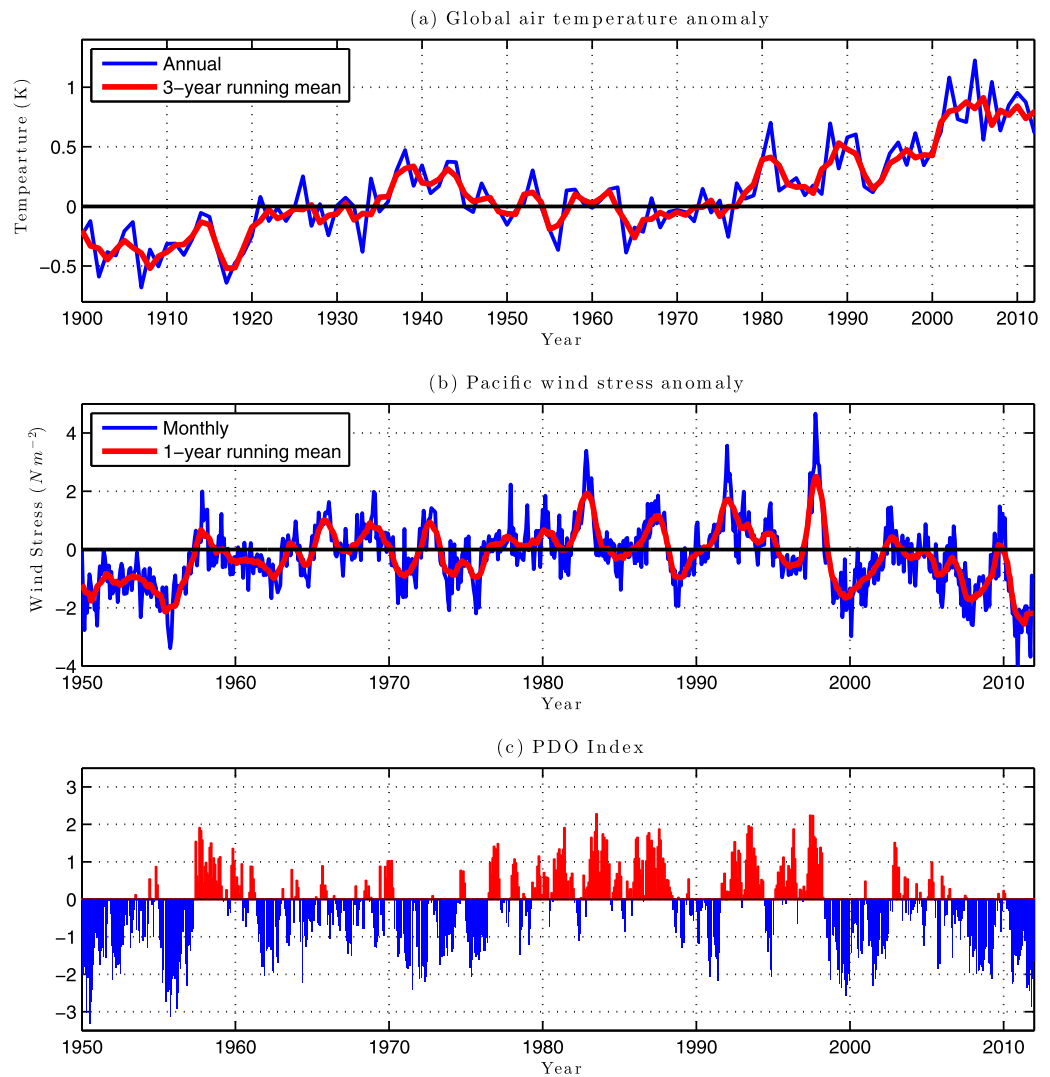 (a) Global air temperature anomaly
Annual
3−year running mean
Tempearture (K)
1
0.5
0
−0.5
1900 1910 1920 1930 1940 1950 1960 1970 1980 1990 2000 2010
Year
(b) Pacific wind stress anomaly
Monthly
1−year running mean
Wind Stress (Nm⁻²)
4
2
0
−2
−4
1950 1960 1970 1980 1990 2000 2010
Year
(c) PDO Index
3
2
1
0
−1
−2
−3
1950 1960 1970 1980 1990 2000 2010
Year